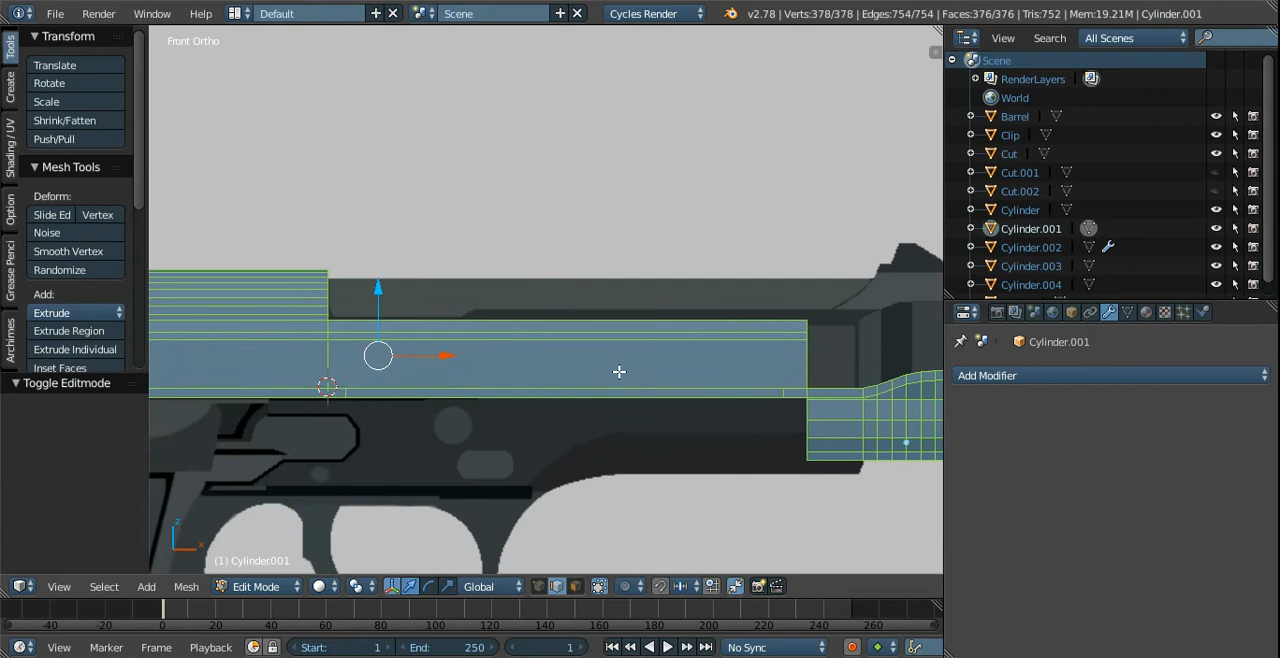 File Render Window Help Default Scene Cycles Render v2.78 | Verts:378/378 | Edges:754/754 | Faces:376/376 | Tris:752 | Mem:19.21M | Cylinder.001
Tools
Create
Shading / UV
Option
Grease Penci
Archimes
Transform
Translate
Rotate
Scale
Shrink/Fatten
Push/Pull
Mesh Tools
Deform:
Slide Ed Vertex
Noise
Smooth Vertex
Randomize
Add:
Extrude
Extrude Region
Extrude Individual
Inset Faces
Toggle Editmode
Front Ortho
z
x
(1) Cylinder.001
View Search All Scenes
Scene
RenderLayers
World
Barrel
Clip
Cut
Cut.001
Cut.002
Cylinder
Cylinder.001
Cylinder.002
Cylinder.003
Cylinder.004
Cylinder.001
Add Modifier
View Select Add Mesh Edit Mode Global
-40 -20 0 20 40 60 80 100 120 140 160 180 200 220 240 260
View Marker Frame Playback Start: 1 End: 250 1 No Sync